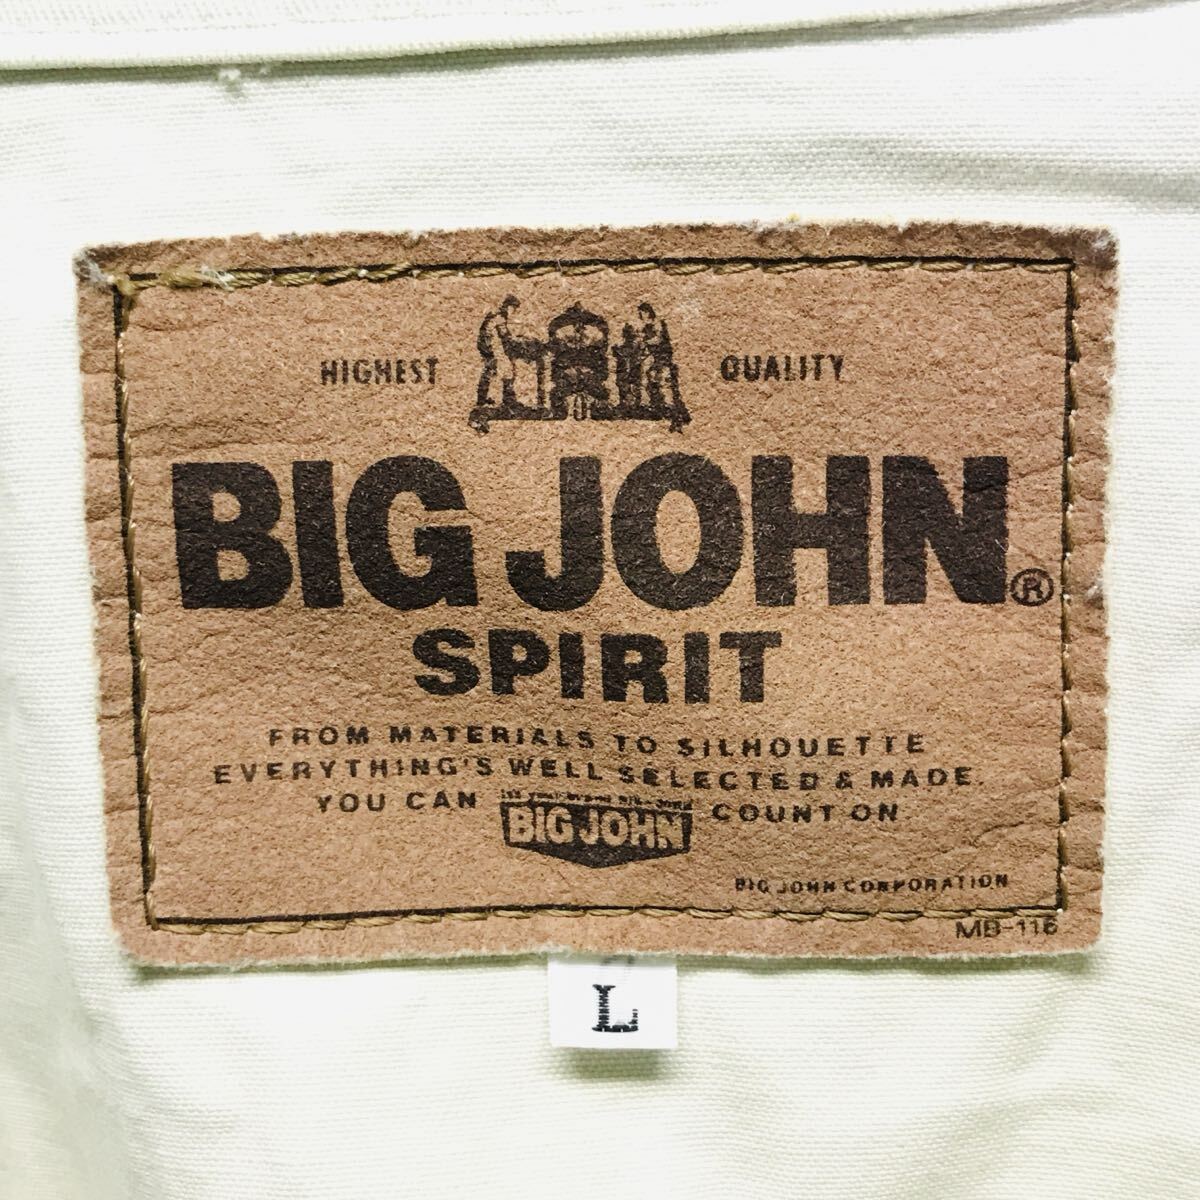 HIGHEST QUALITY
BIG JOHN®
SPIRIT
FROM MATERIALS TO SILHOUETTE
EVERYTHING'S WELL SELECTED & MADE.
YOU CAN BIG JOHN COUNT ON
BIG JOHN CORPORATION
MB-116
L